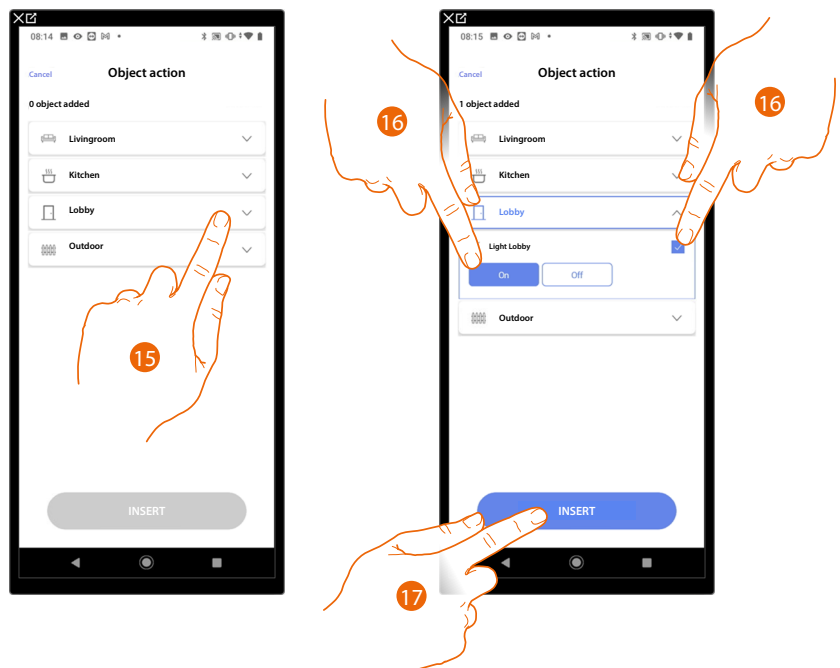 08:14
Cancel
Object action
0 object added
Livingroom
Kitchen
Lobby
Outdoor
15
INSERT
08:15
Cancel
Object action
1 object added
16
16
Livingroom
Kitchen
Lobby
Light Lobby
On
Off
Outdoor
INSERT
17